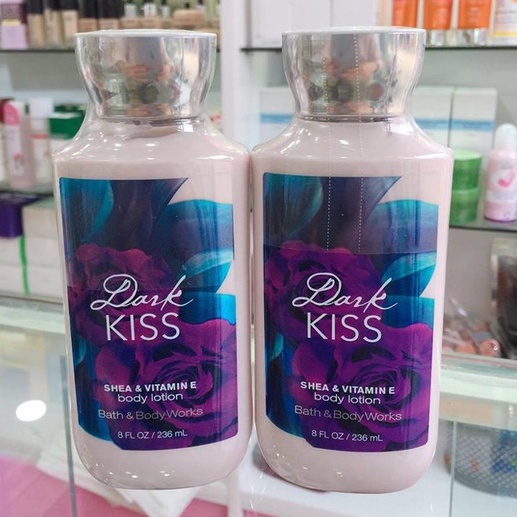 Dark
KISS
SHEA & VITAMIN E
body lotion
Bath & Body Works
8 FL OZ / 236 mL
Dark
KISS
SHEA & VITAMIN E
body lotion
Bath & Body Works
8 FL OZ / 236 mL